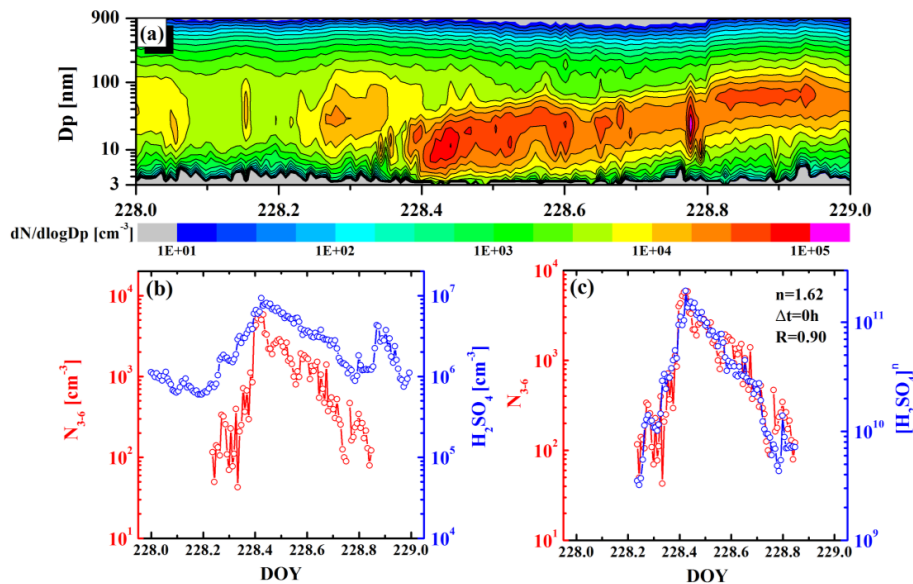 (a)
Dp [nm]
900
100
10
3
228.0 228.2 228.4 228.6 228.8 229.0
dN/dlogDp [cm⁻³]
1E+01 1E+02 1E+03 1E+04 1E+05
(b)
N₃₋₆ [cm⁻³]
10⁴
10³
10²
10¹
H₂SO₄ [cm⁻³]
10⁷
10⁶
10⁵
10⁴
228.0 228.2 228.4 228.6 228.8 229.0
DOY
(c)
n=1.62
Δt=0h
R=0.90
N₃₋₆
10⁴
10³
10²
10¹
[H₂SO₄]ⁿ
10¹¹
10¹⁰
10⁹
228.0 228.2 228.4 228.6 228.8 229.0
DOY